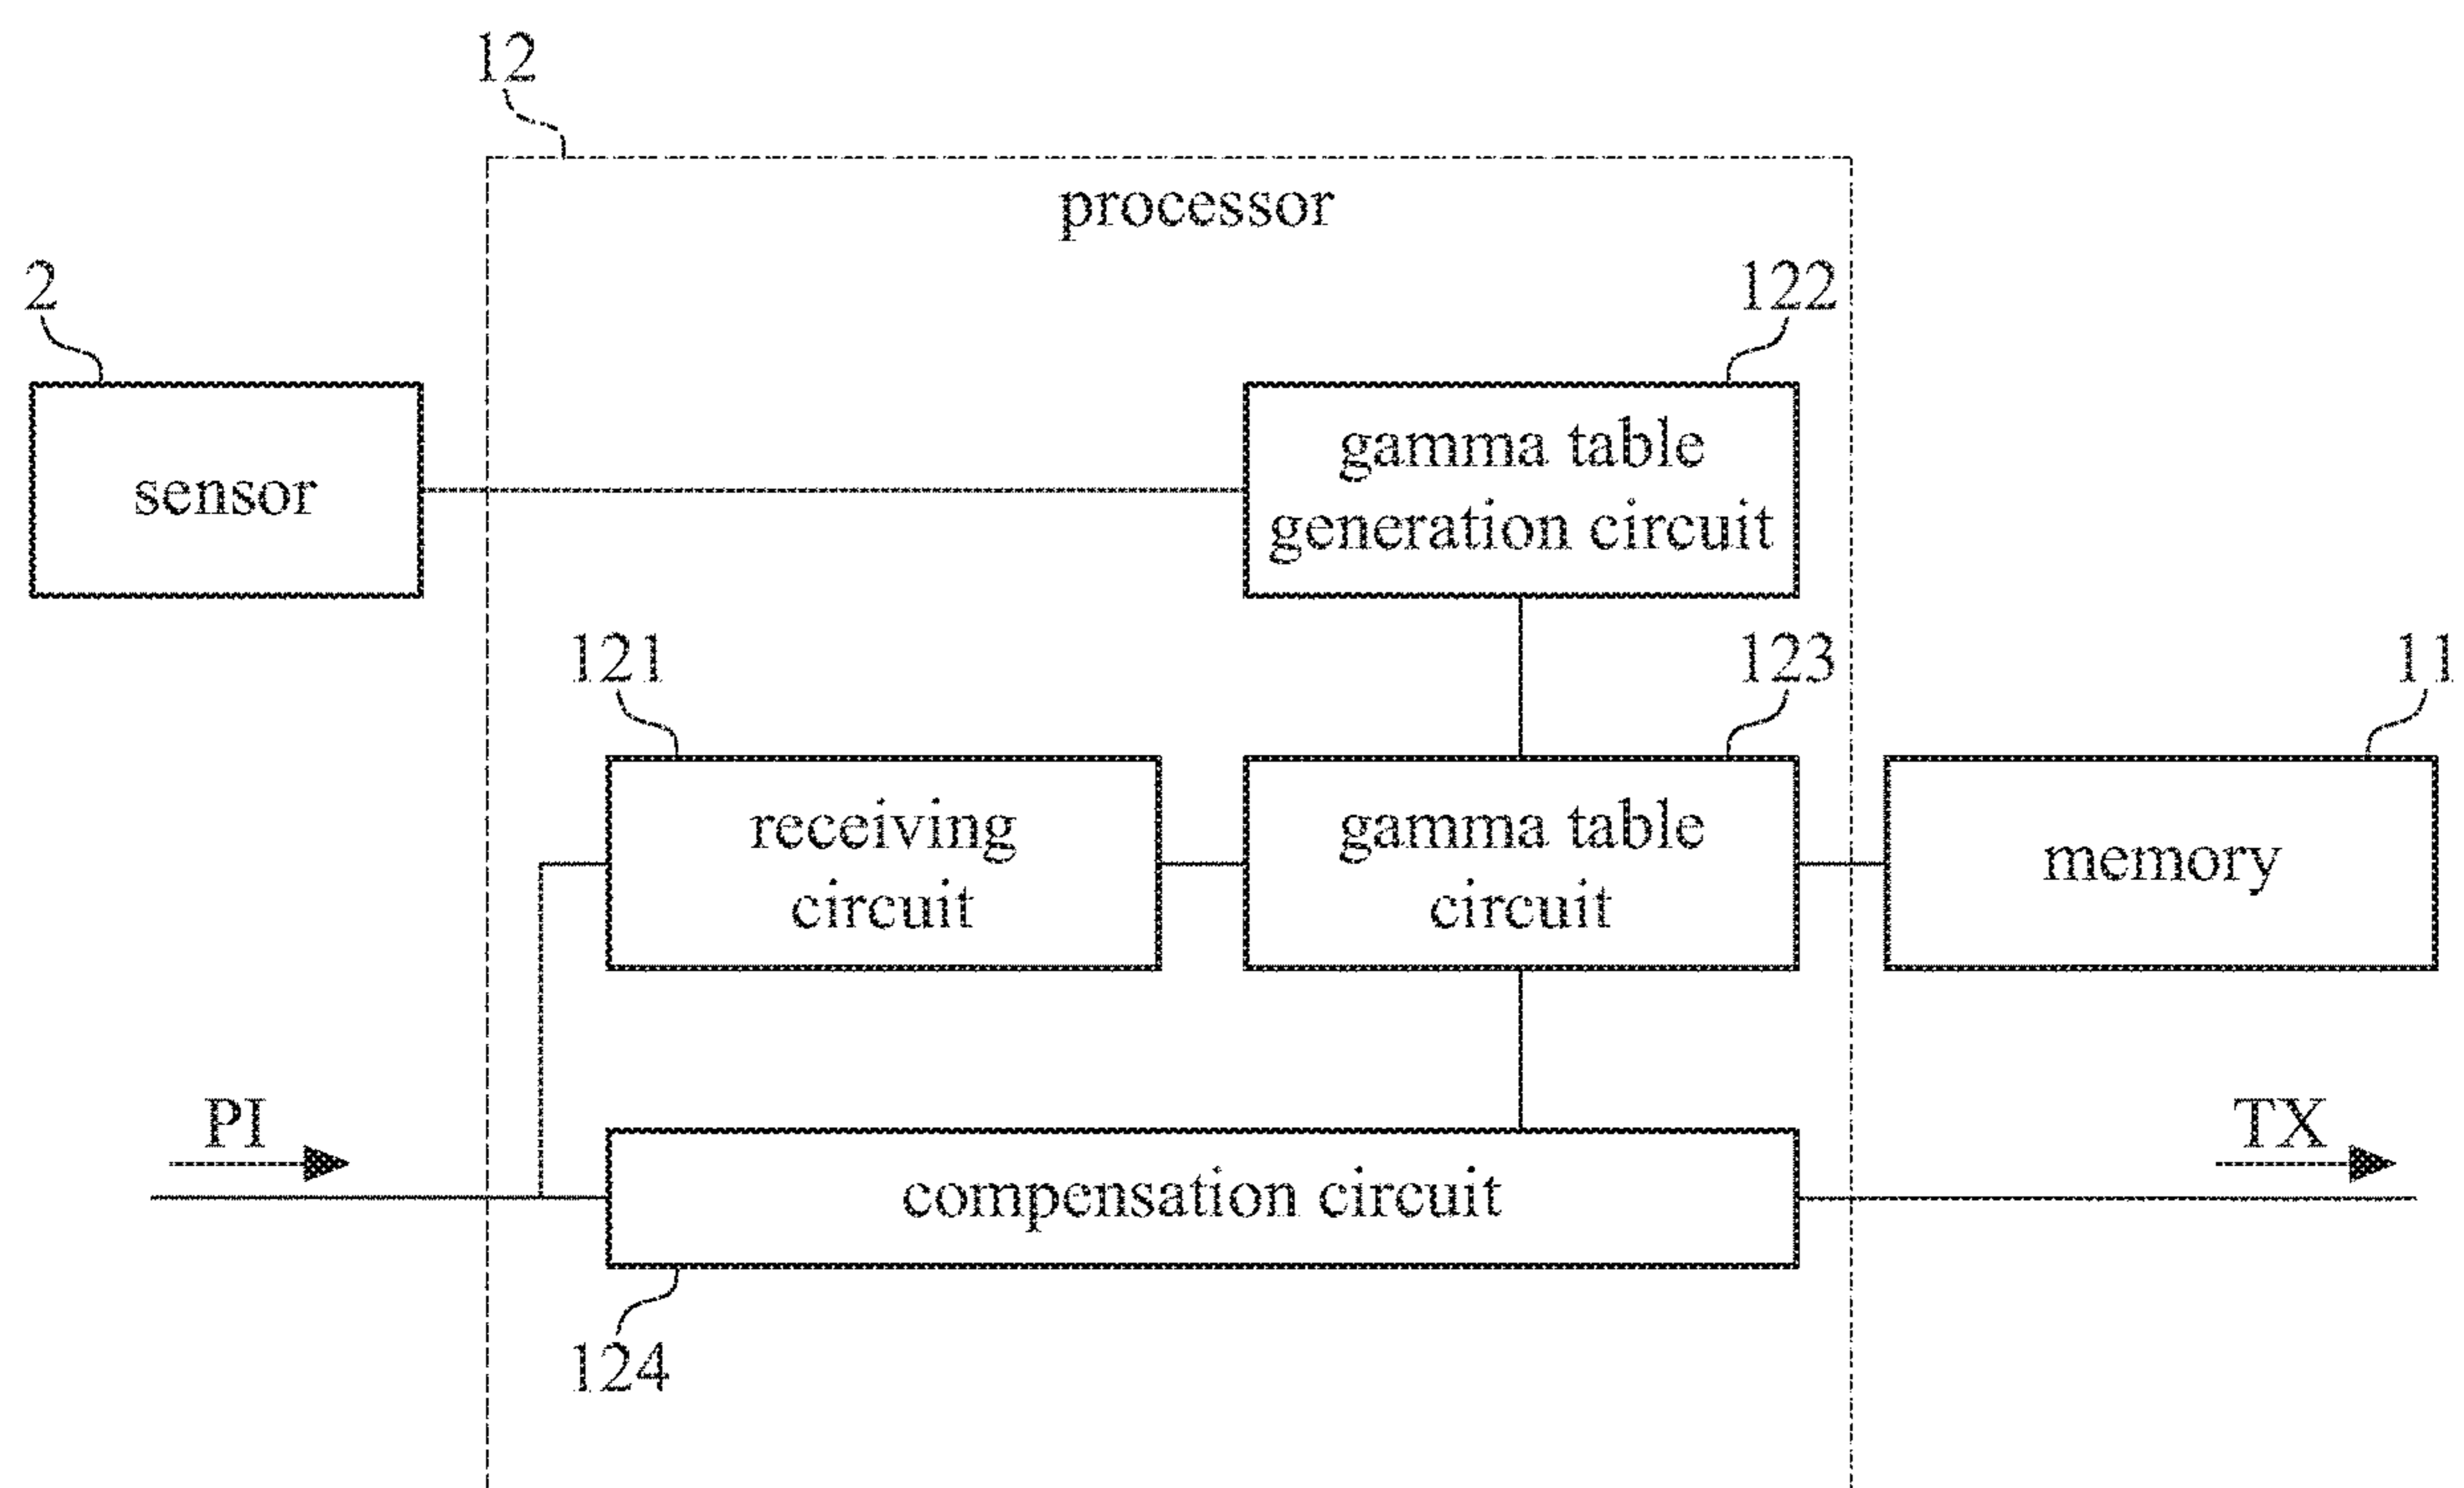 12
processor
2
122
sensor
gamma table
generation circuit
121
123
11
receiving
circuit
gamma table
circuit
memory
PI
TX
compensation circuit
124